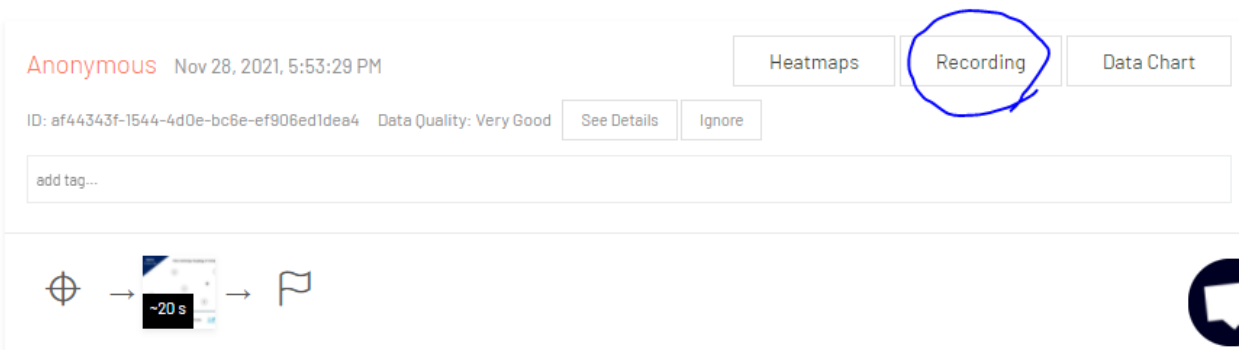 Anonymous Nov 28, 2021, 5:53:29 PM Heatmaps Recording Data Chart
ID: af44343f-1544-4d0e-bc6e-ef906ed1dea4 Data Quality: Very Good See Details Ignore
add tag...
~20 s